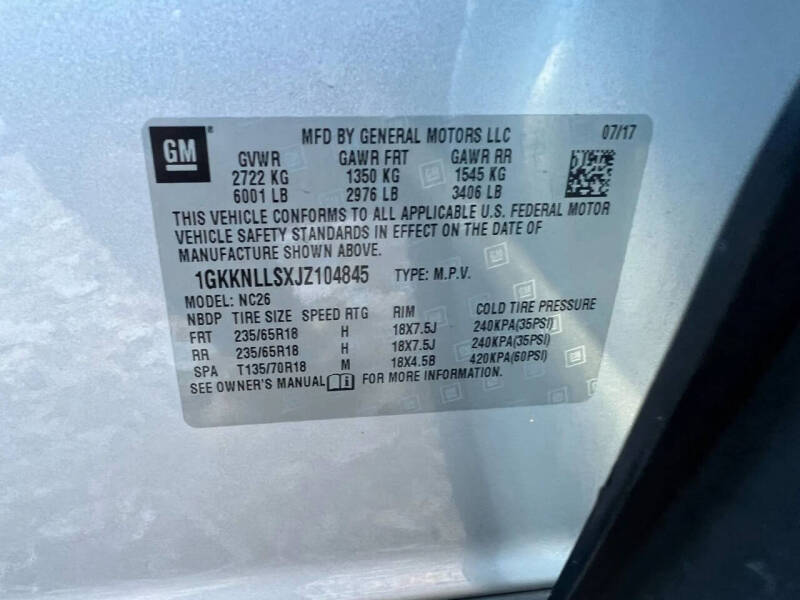 GM® MFD BY GENERAL MOTORS LLC 07/17
GVWR GAWR FRT GAWR RR
2722 KG 1350 KG 1545 KG
6001 LB 2976 LB 3406 LB
THIS VEHICLE CONFORMS TO ALL APPLICABLE U.S. FEDERAL MOTOR
VEHICLE SAFETY STANDARDS IN EFFECT ON THE DATE OF
MANUFACTURE SHOWN ABOVE.
1GKKNLLSXJZ104845 TYPE: M.P.V.
MODEL: NC26
NBDP TIRE SIZE SPEED RTG RIM COLD TIRE PRESSURE
FRT 235/65R18 H 18X7.5J 240KPA(35PSI)
RR 235/65R18 H 18X7.5J 240KPA(35PSI)
SPA T135/70R18 M 18X4.5B 420KPA(60PSI)
SEE OWNER'S MANUAL FOR MORE INFORMATION.